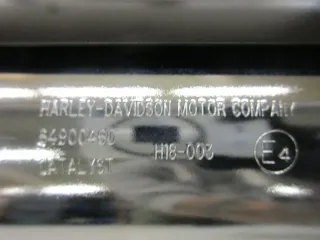 HARLEY-DAVIDSON MOTOR COMPANY
64900460
H18-003
E4
CATALYST